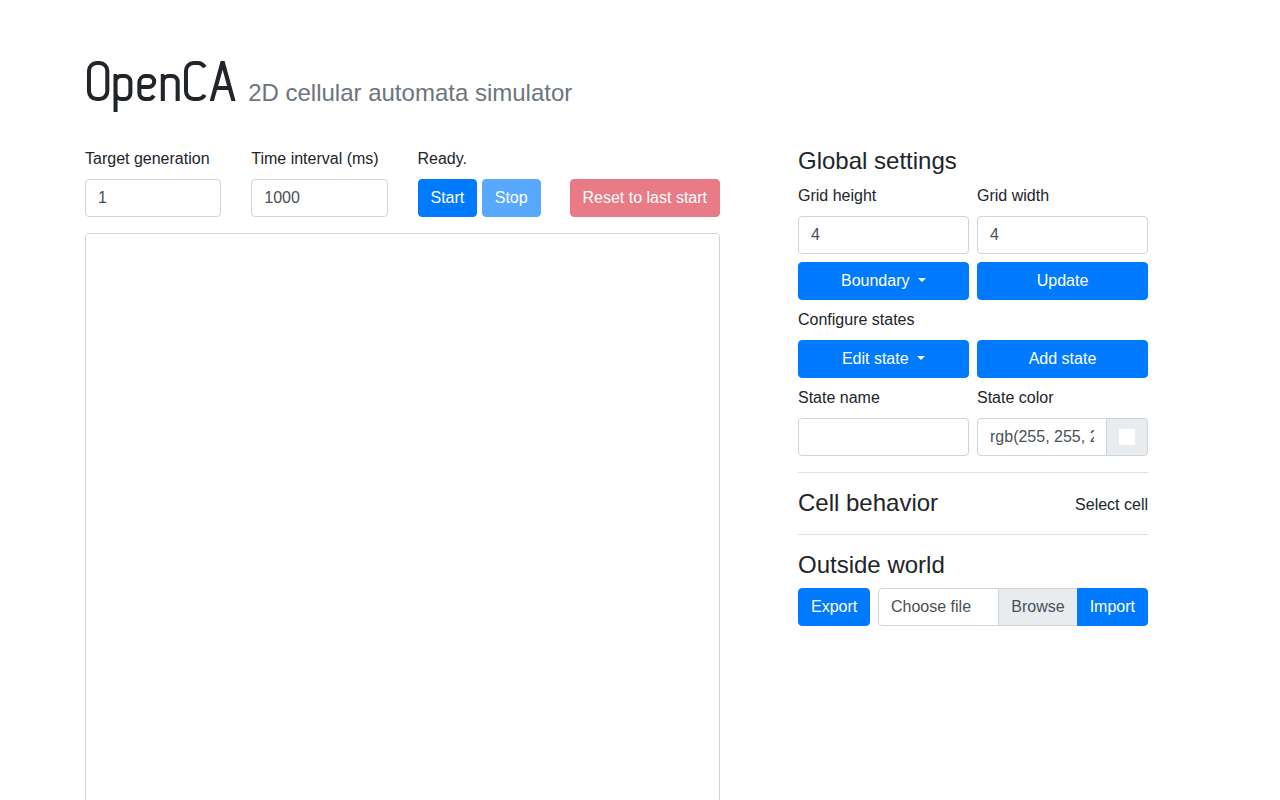 OpenCA 2D cellular automata simulator
Target generation
Time interval (ms)
Ready.
1
1000
Start
Stop
Reset to last start
Global settings
Grid height
Grid width
4
4
Boundary
Update
Configure states
Edit state
Add state
State name
State color
rgb(255, 255, 2
Cell behavior
Select cell
Outside world
Export
Choose file
Browse
Import